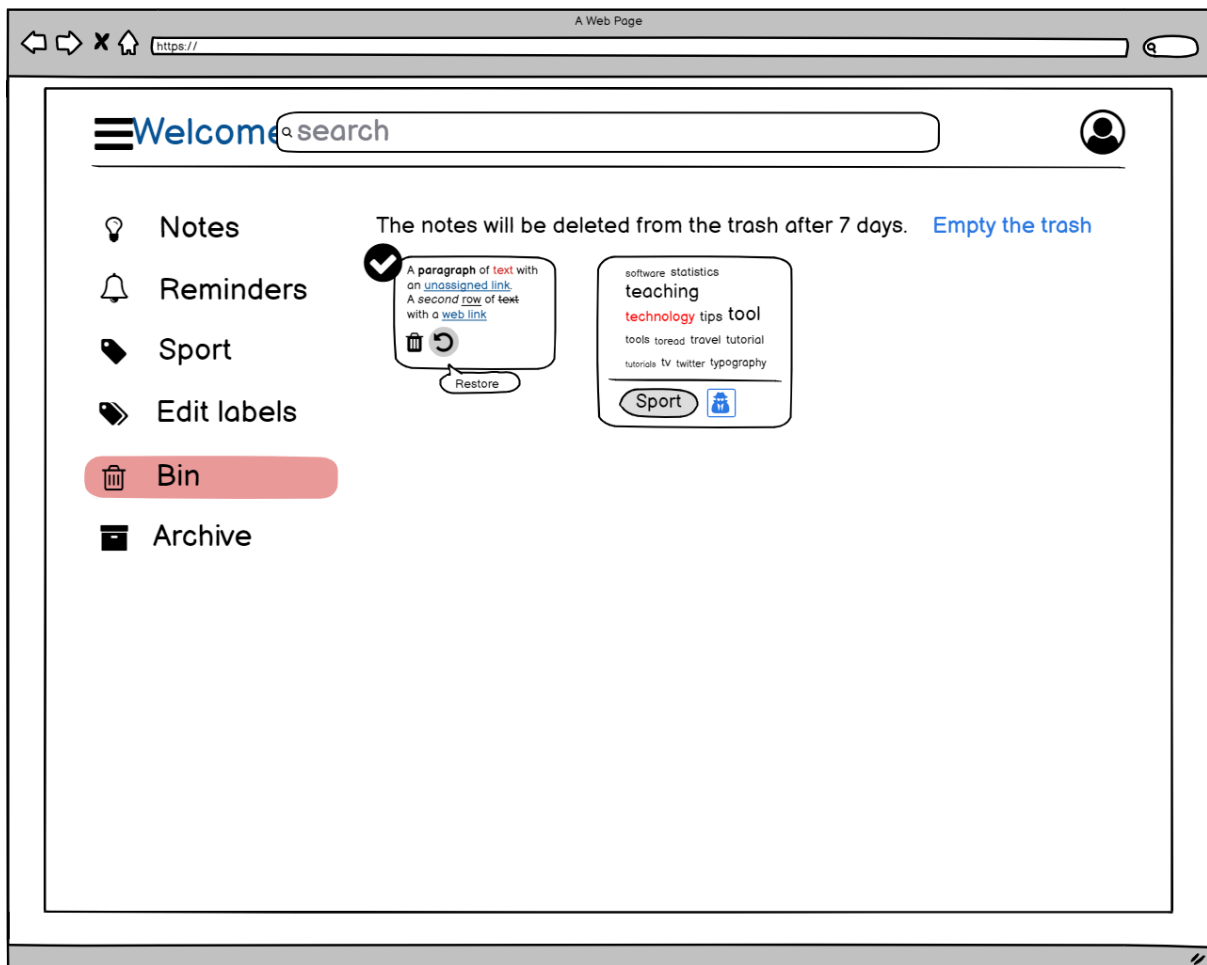 A Web Page
https://
Welcome
search
Notes
Reminders
Sport
Edit labels
Bin
Archive
The notes will be deleted from the trash after 7 days. Empty the trash
A paragraph of text with
an unassigned link.
A second row of text
with a web link
Restore
software statistics
teaching
technology tips tool
tools toread travel tutorial
tutorials tv twitter typography
Sport